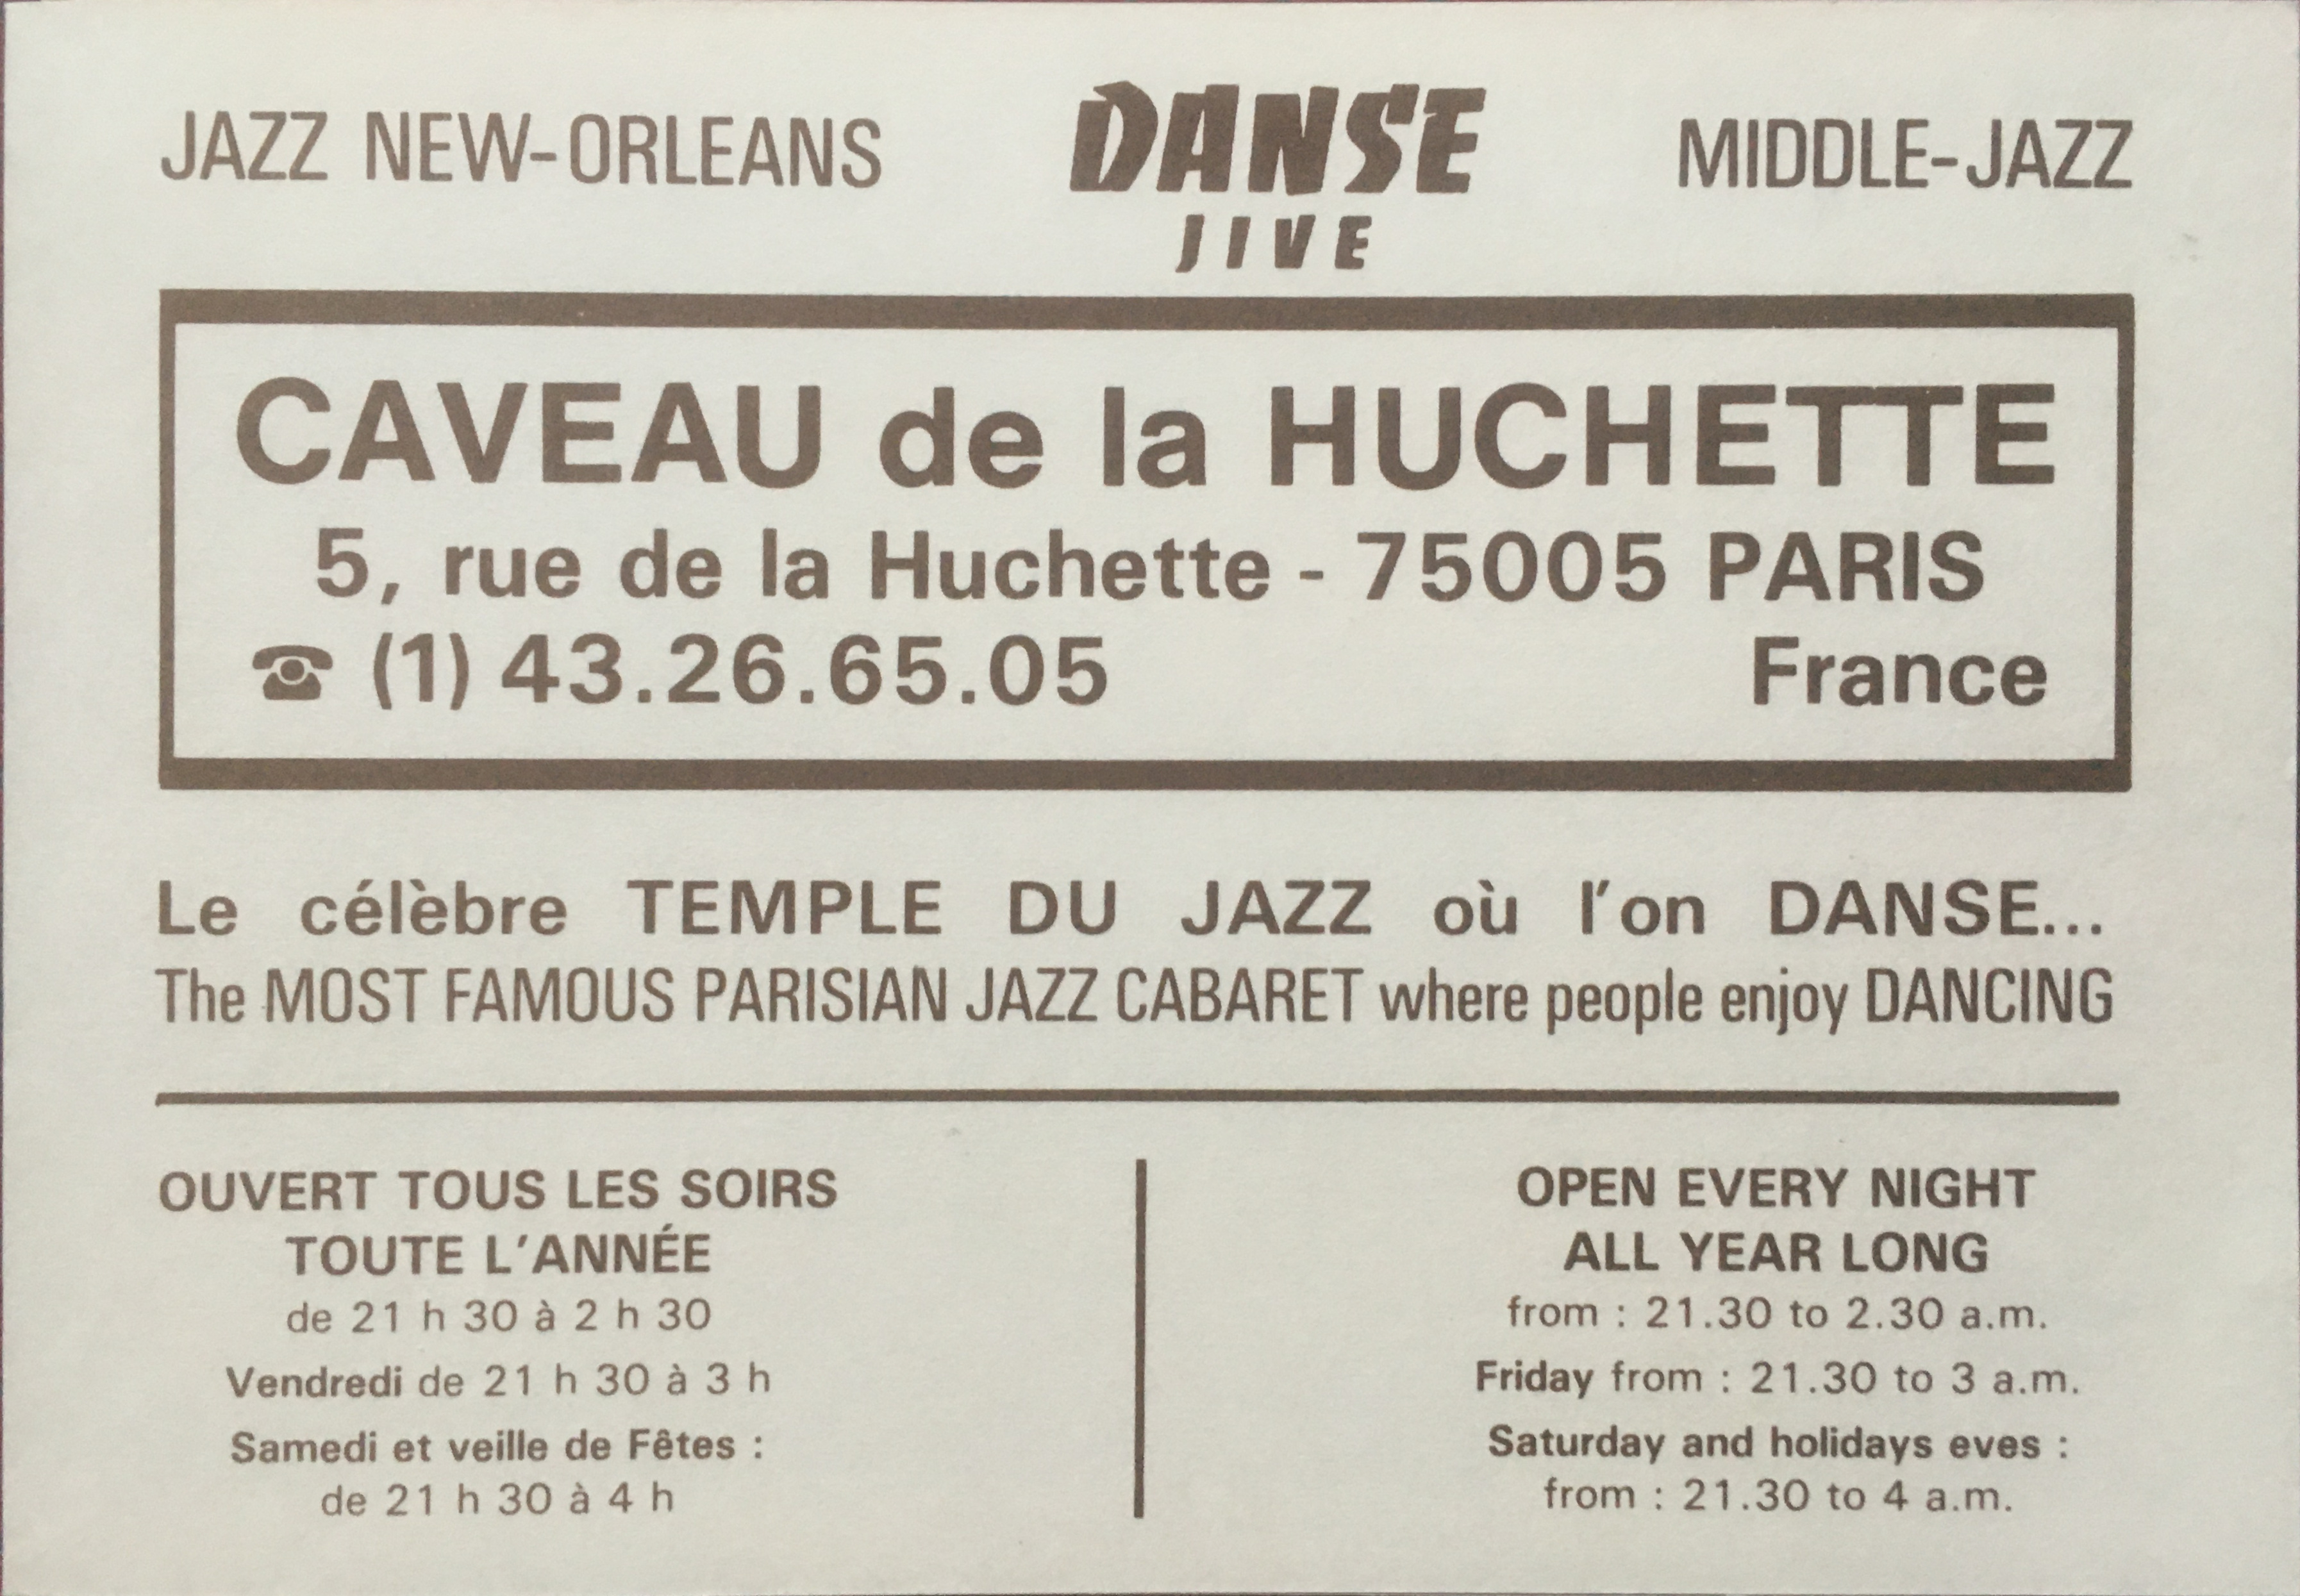 JAZZ NEW-ORLEANS DANSE MIDDLE-JAZZ
JIVE
CAVEAU de la HUCHETTE
5, rue de la Huchette - 75005 PARIS
☎ (1) 43.26.65.05 France
Le célèbre TEMPLE DU JAZZ où l'on DANSE...
The MOST FAMOUS PARISIAN JAZZ CABARET where people enjoy DANCING
OUVERT TOUS LES SOIRS
TOUTE L'ANNÉE
de 21 h 30 à 2 h 30
Vendredi de 21 h 30 à 3 h
Samedi et veille de Fêtes :
de 21 h 30 à 4 h
OPEN EVERY NIGHT
ALL YEAR LONG
from : 21.30 to 2.30 a.m.
Friday from : 21.30 to 3 a.m.
Saturday and holidays eves :
from : 21.30 to 4 a.m.